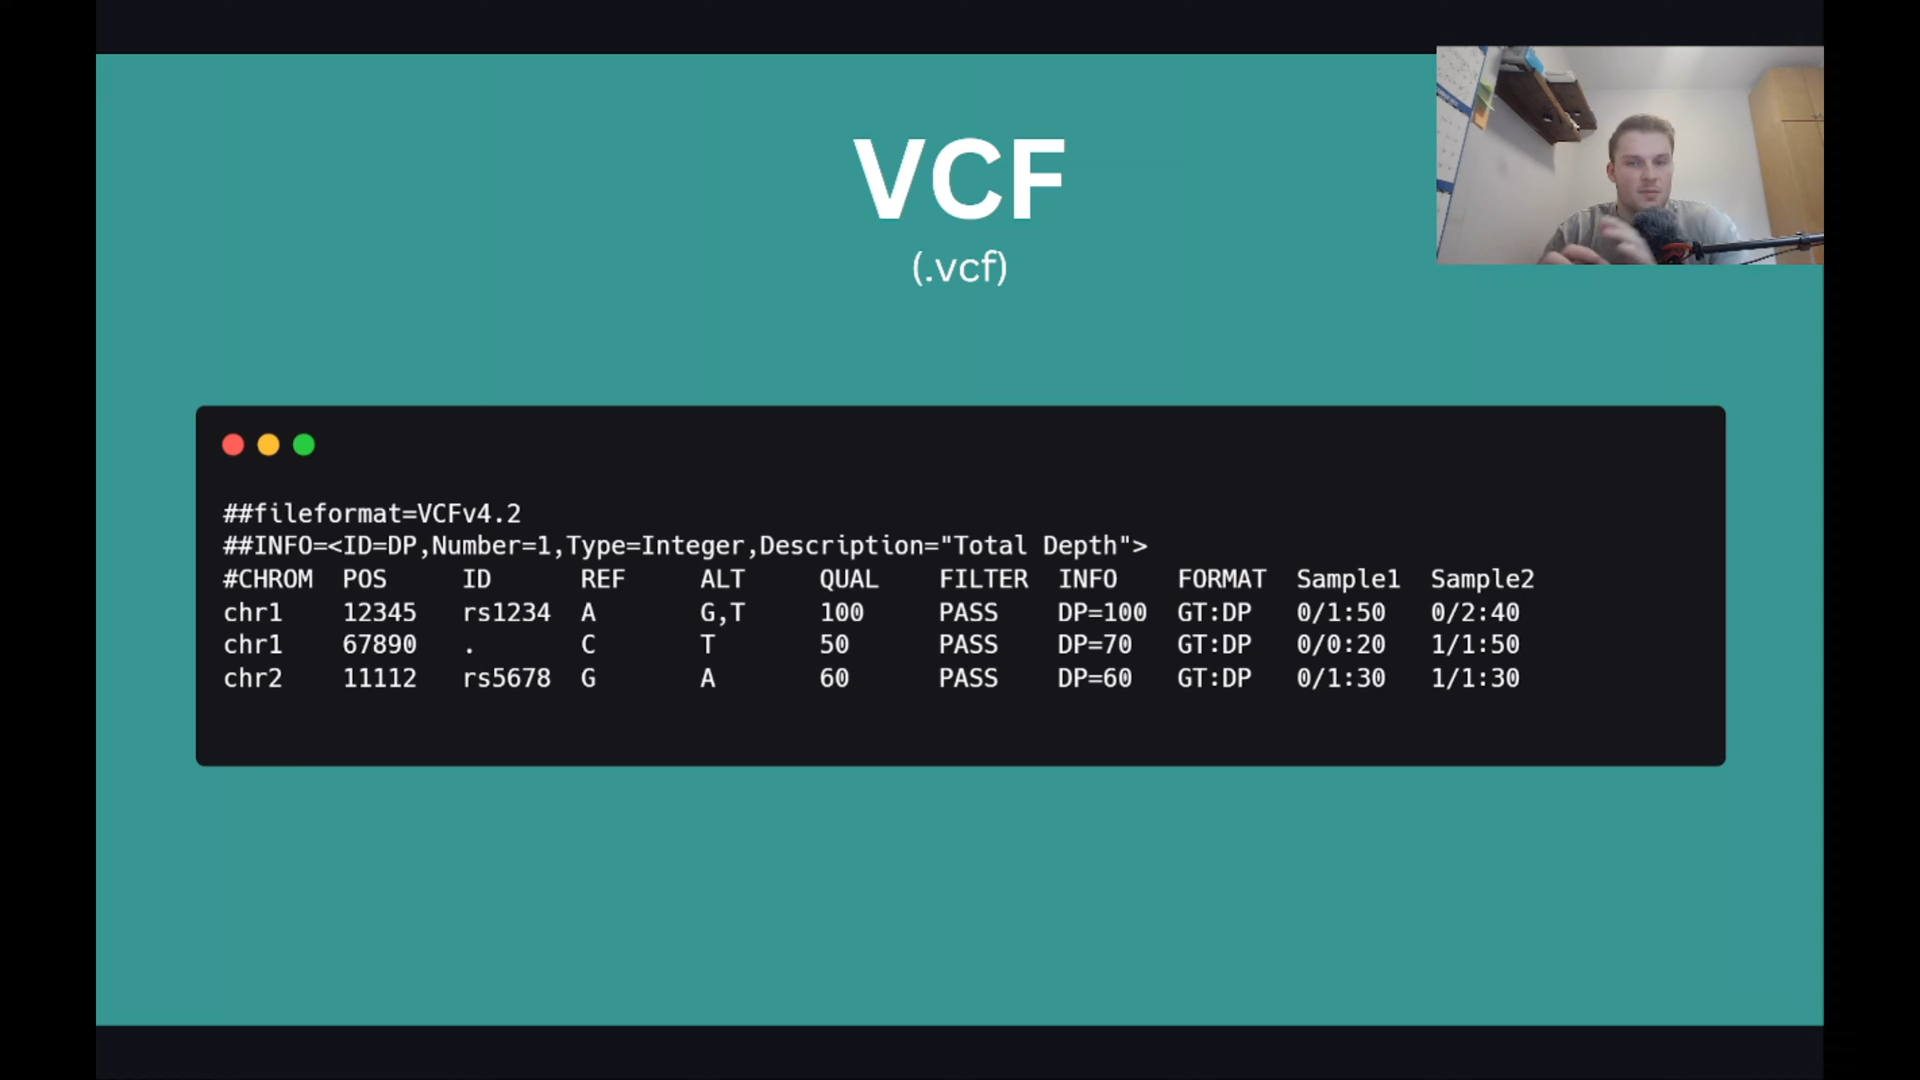 VCF
(.vcf)
##fileformat=VCFv4.2
##INFO=<ID=DP,Number=1,Type=Integer,Description="Total Depth">
#CHROM POS ID REF ALT QUAL FILTER INFO FORMAT Sample1 Sample2
chr1 12345 rs1234 A G,T 100 PASS DP=100 GT:DP 0/1:50 0/2:40
chr1 67890 . C T 50 PASS DP=70 GT:DP 0/0:20 1/1:50
chr2 11112 rs5678 G A 60 PASS DP=60 GT:DP 0/1:30 1/1:30